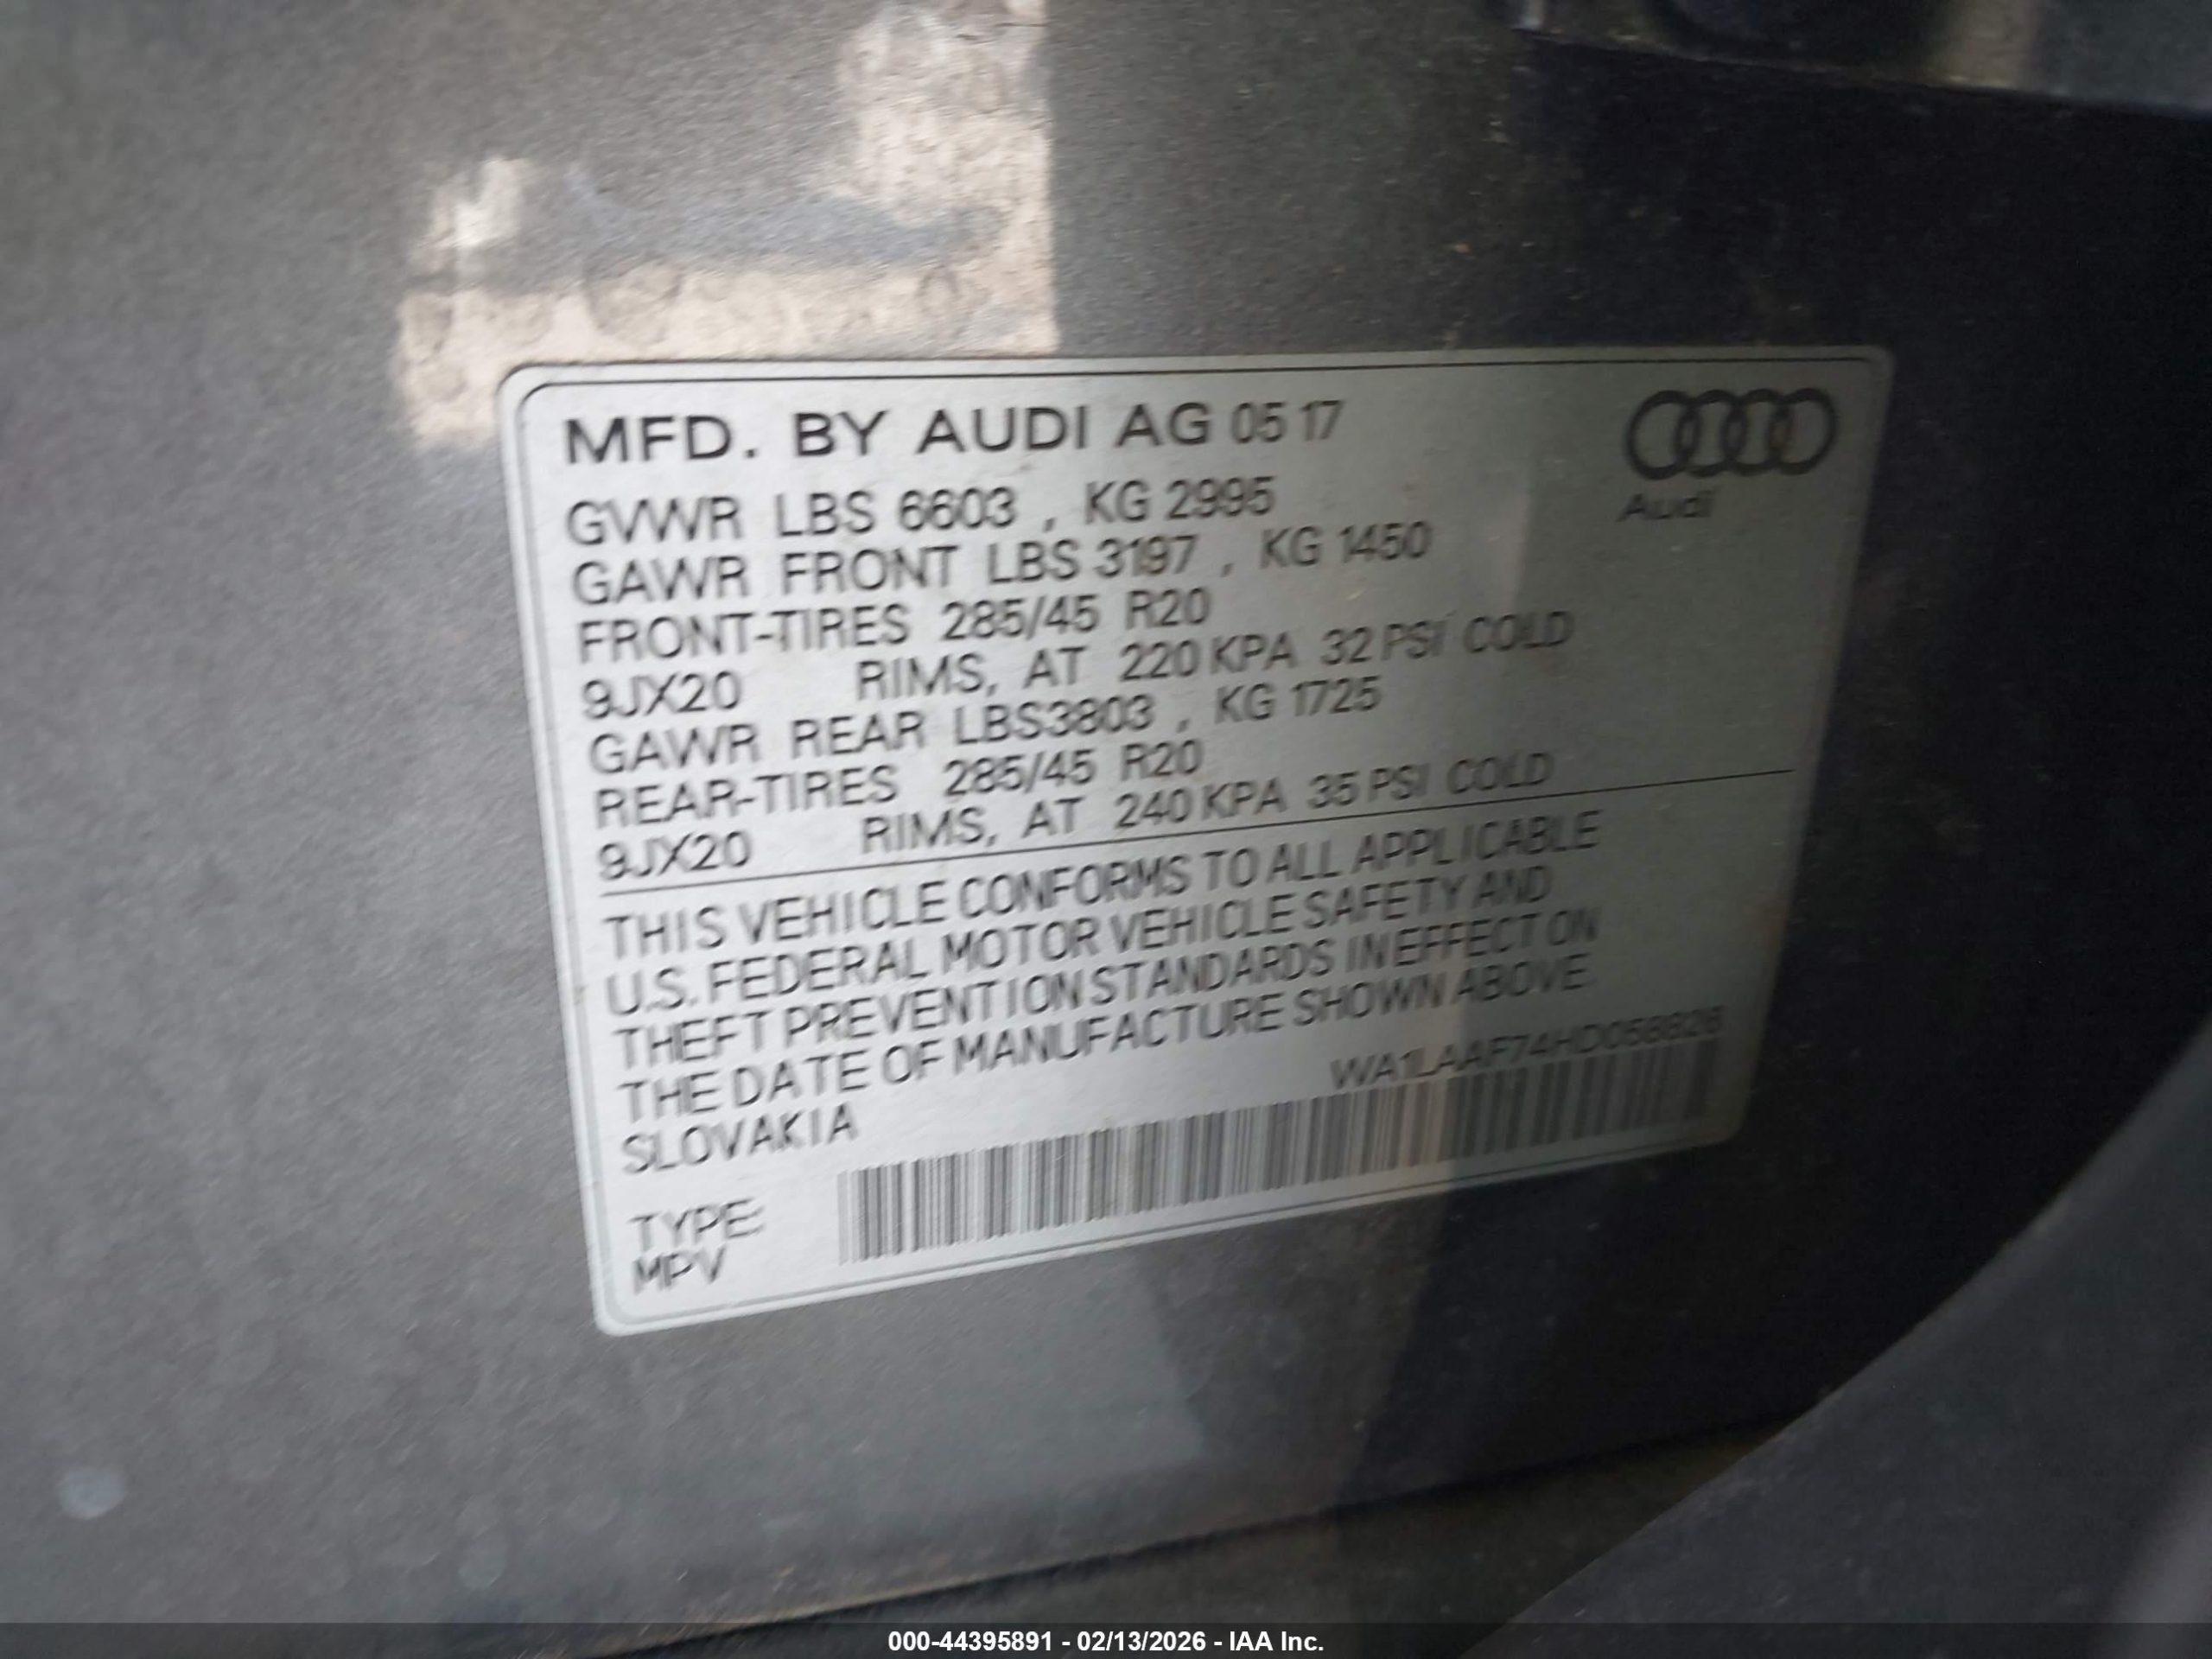 MFD. BY AUDI AG 05 17
Audi
GVWR LBS 6603 , KG 2995
GAWR FRONT LBS 3197 , KG 1450
FRONT-TIRES 285/45 R20
9JX20 RIMS, AT 220 KPA 32 PSI COLD
GAWR REAR LBS3803 , KG 1725
REAR-TIRES 285/45 R20
9JX20 RIMS, AT 240 KPA 35 PSI COLD
THIS VEHICLE CONFORMS TO ALL APPLICABLE
U.S. FEDERAL MOTOR VEHICLE SAFETY AND
THEFT PREVENTION STANDARDS IN EFFECT ON
THE DATE OF MANUFACTURE SHOWN ABOVE.
SLOVAKIA
WA1LAAF74HD058826
TYPE:
MPV
000-44395891 - 02/13/2026 - IAA Inc.